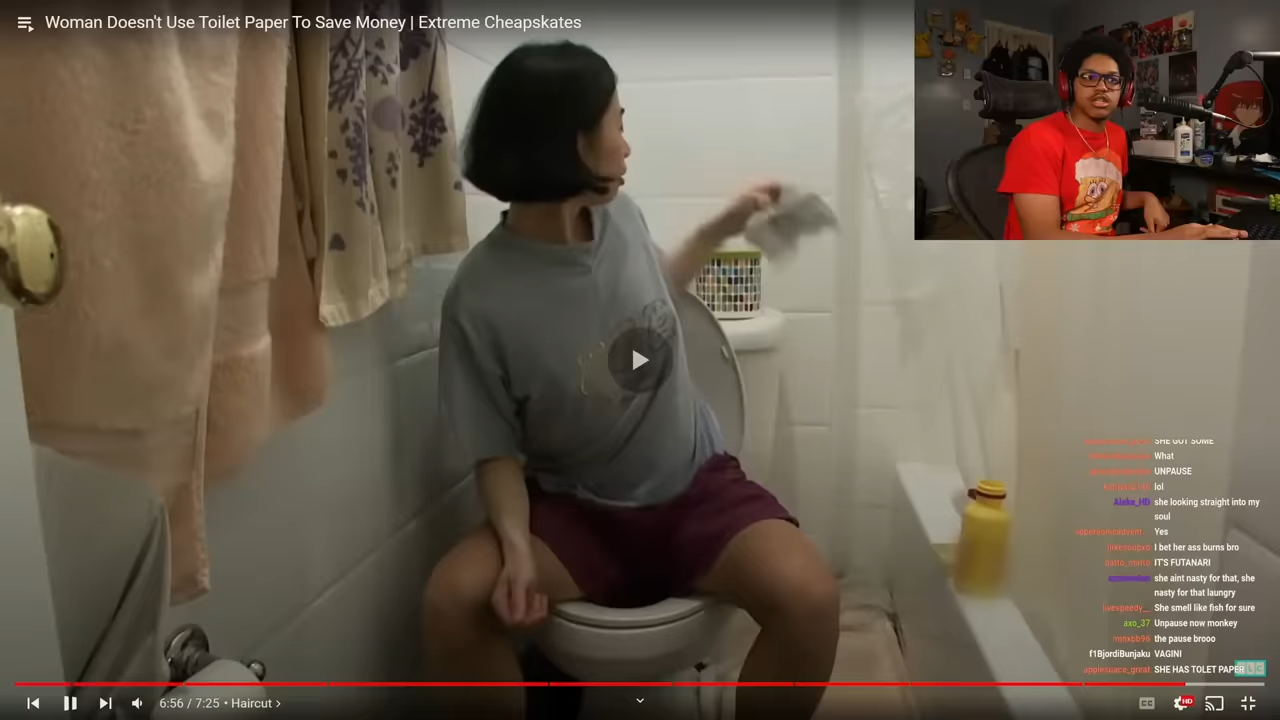 Woman Doesn't Use Toilet Paper To Save Money | Extreme Cheapskates
SHE GOT SOME
What
UNPAUSE
lol
she looking straight into my
soul
Yes
I bet her ass burns bro
IT'S FUTANARI
she aint nasty for that, she
nasty for that laungry
She smell like fish for sure
axo_37 Unpause now monkey
the pause brooo
f1BjordiBunjaku VAGINI
SHE HAS TOLET PAPER
6:56 / 7:25 • Haircut
HD